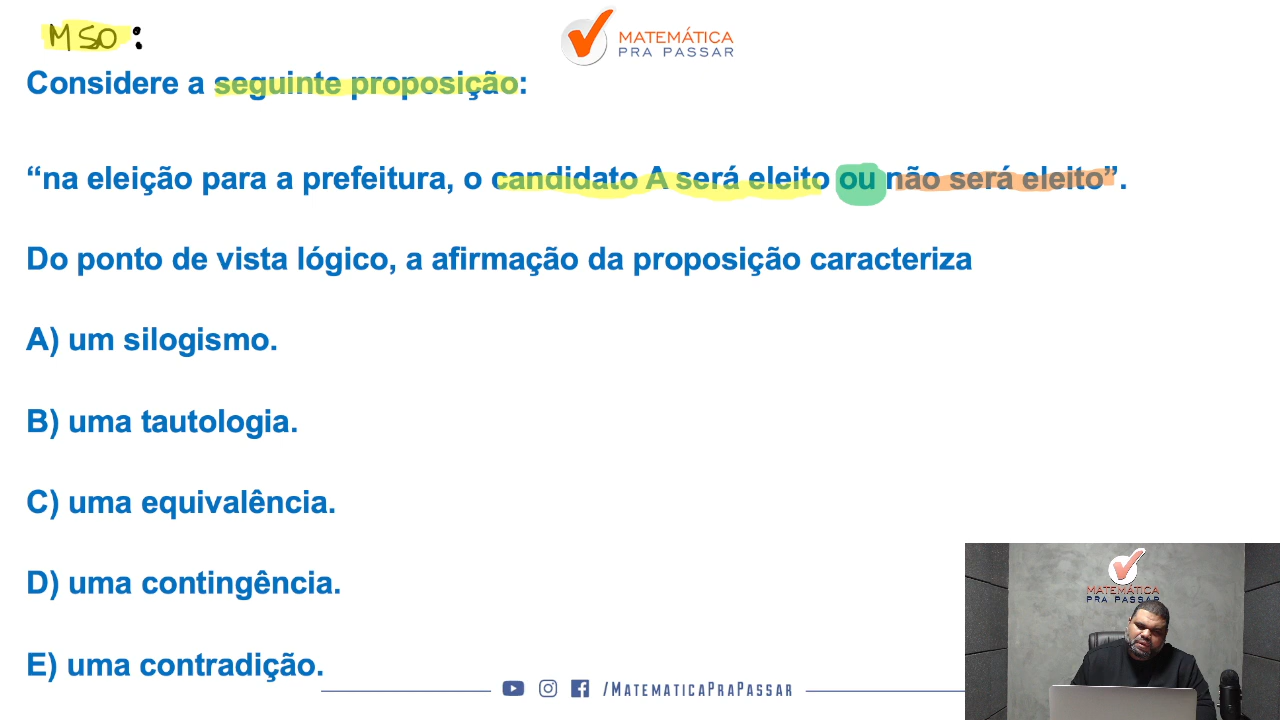 MSO:
MATEMÁTICA
PRA PASSAR
Considere a seguinte proposição:
“na eleição para a prefeitura, o candidato A será eleito ou não será eleito”.
Do ponto de vista lógico, a afirmação da proposição caracteriza
A) um silogismo.
B) uma tautologia.
C) uma equivalência.
D) uma contingência.
E) uma contradição.
MATEMÁTICA
PRA PASSAR
/MATEMATICAPRAPASSAR